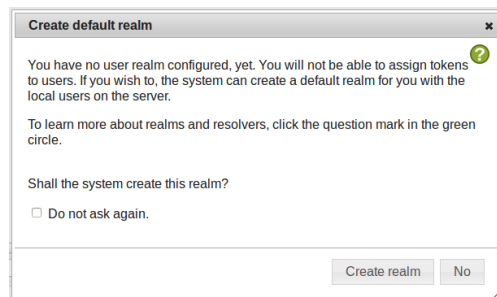 Create default realm
You have no user realm configured, yet. You will not be able to assign tokens
to users. If you wish to, the system can create a default realm for you with the
local users on the server.
To learn more about realms and resolvers, click the question mark in the green
circle.
Shall the system create this realm?
Do not ask again.
Create realm No